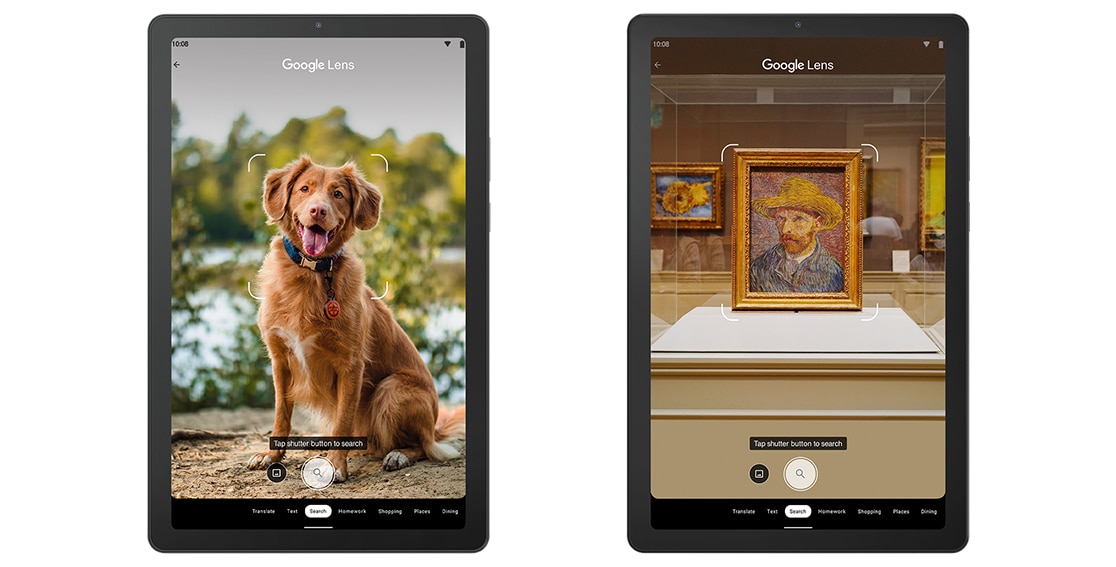 10:08
Google Lens
Tap shutter button to search
Translate Text Search Homework Shopping Places Dining
10:08
Google Lens
Tap shutter button to search
Translate Text Search Homework Shopping Places Dining